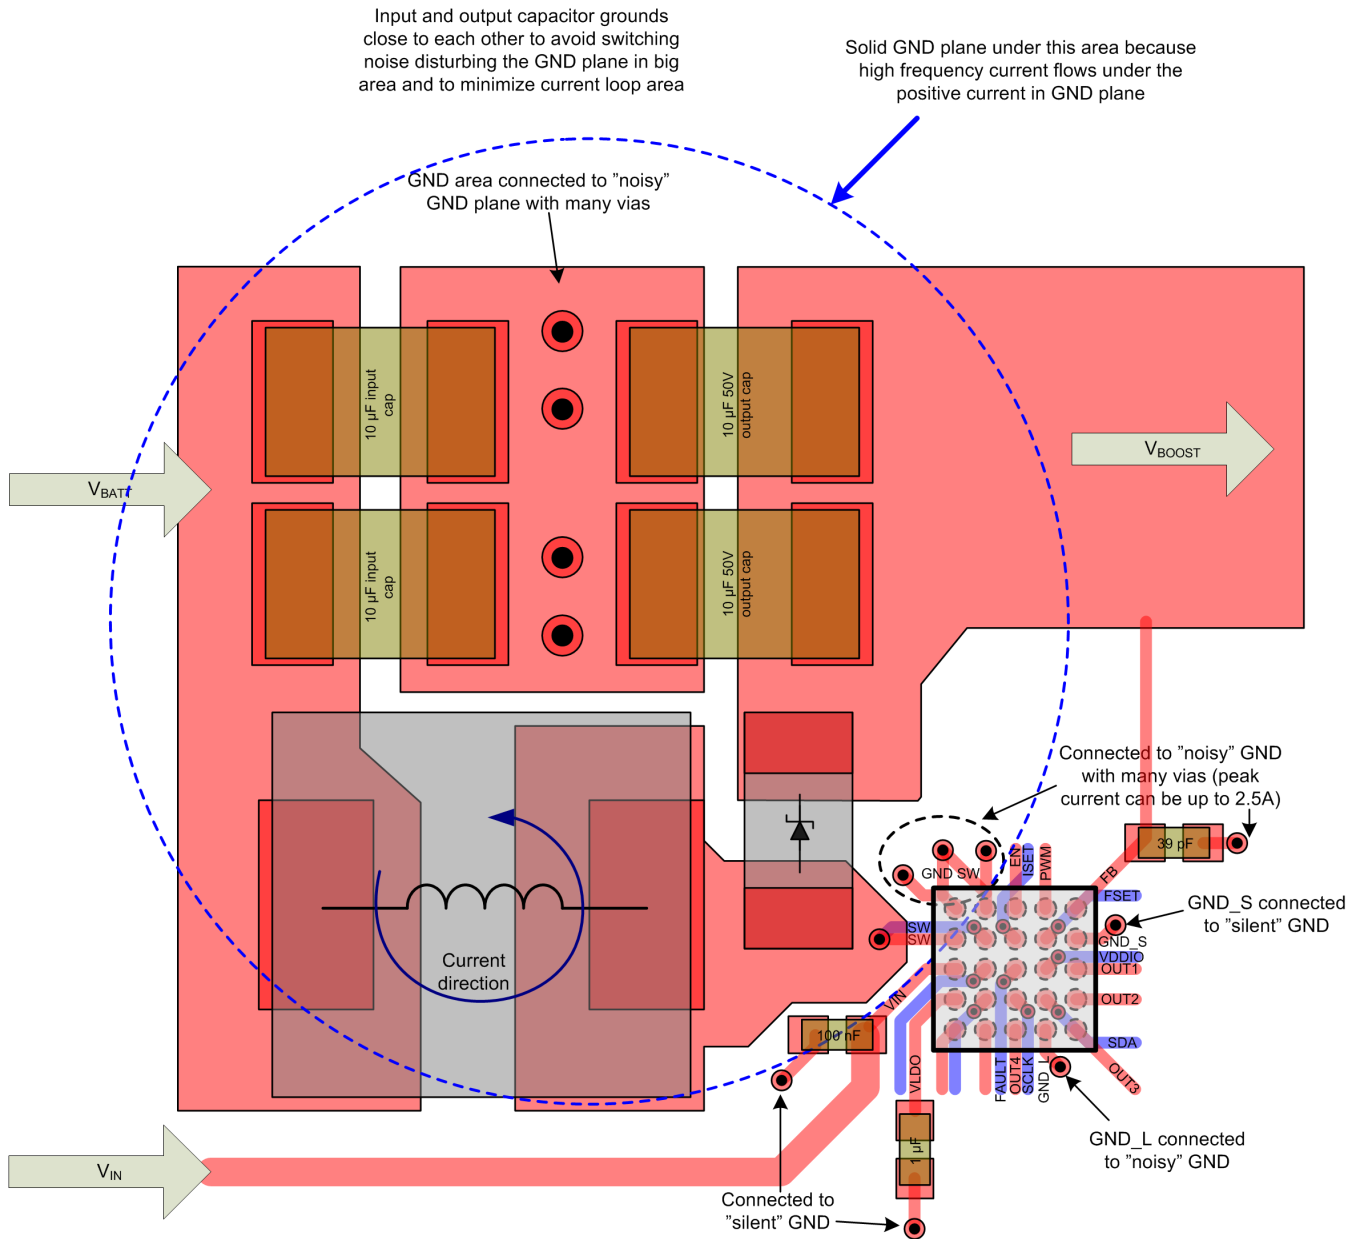 Input and output capacitor grounds
close to each other to avoid switching
noise disturbing the GND plane in big
area and to minimize current loop area
Solid GND plane under this area because
high frequency current flows under the
positive current in GND plane
GND area connected to ”noisy”
GND plane with many vias
10 µF input
cap
10 µF 50V
output cap
VBATT
VBOOST
10 µF input
cap
10 µF 50V
output cap
Connected to ”noisy” GND
with many vias (peak
current can be up to 2.5A)
39 pF
GND SW
EN
ISET
PWM
FB
FSET
GND_S connected
to ”silent” GND
SW
SW
GND_S
VDDIO
OUT1
OUT2
Current
direction
VIN
100 nF
SDA
OUT3
VLDO
FAULT
OUT4
SCLK
GND_L
GND_L connected
to ”noisy” GND
1 µF
VIN
Connected to
”silent” GND